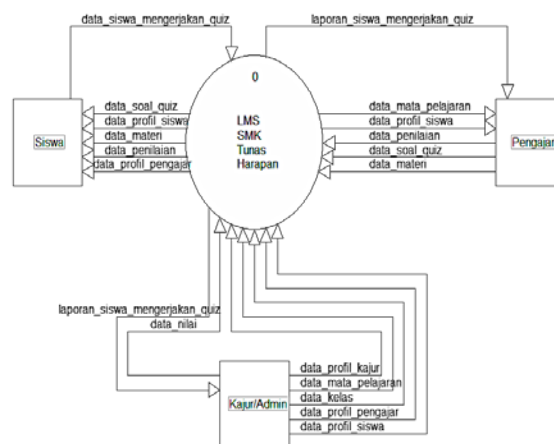 data_siswa_mengerjakan_quiz
laporan_siswa_mengerjakan_quiz
0
LMS
SMK
Tunas
Harapan
Siswa
data_soal_quiz
data_profil_siswa
data_materi
data_penilaian
data_profil_pengajar
data_mata_pelajaran
data_profil_siswa
data_penilaian
data_soal_quiz
data_materi
Pengajar
laporan_siswa_mengerjakan_quiz
data_nilai
Kajur/Admin
data_profil_kajur
data_mata_pelajaran
data_kelas
data_profil_pengajar
data_profil_siswa